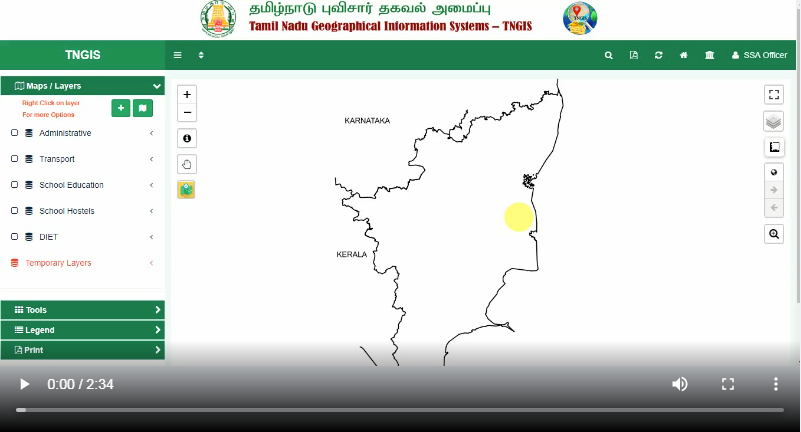 தமிழ்நாடு புவிசார் தகவல் அமைப்பு
Tamil Nadu Geographical Information Systems – TNGIS
TNGIS
SSA Officer
Maps / Layers
Right Click on layer
For more Options
Administrative
Transport
School Education
School Hostels
DIET
Temporary Layers
Tools
Legend
Print
KARNATAKA
KERALA
0:00 / 2:34